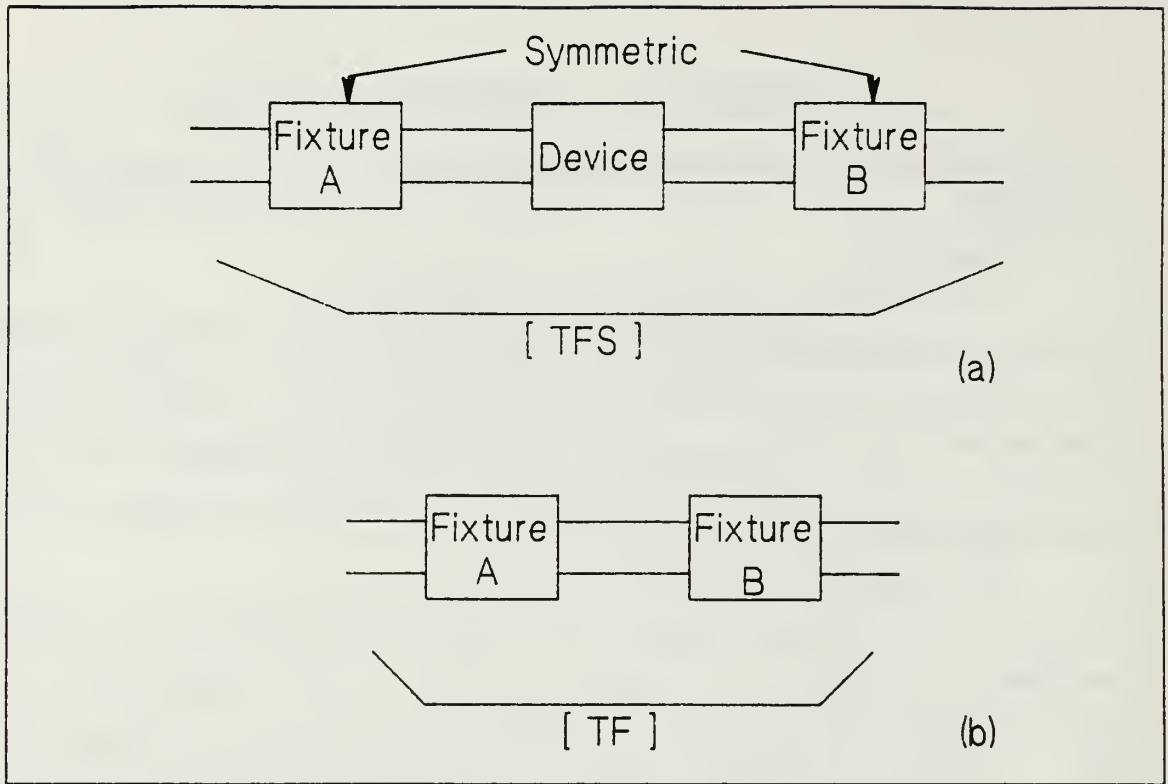 Symmetric
Fixture
A
Device
Fixture
B
[ TFS ]
(a)
Fixture
A
Fixture
B
[ TF ]
(b)